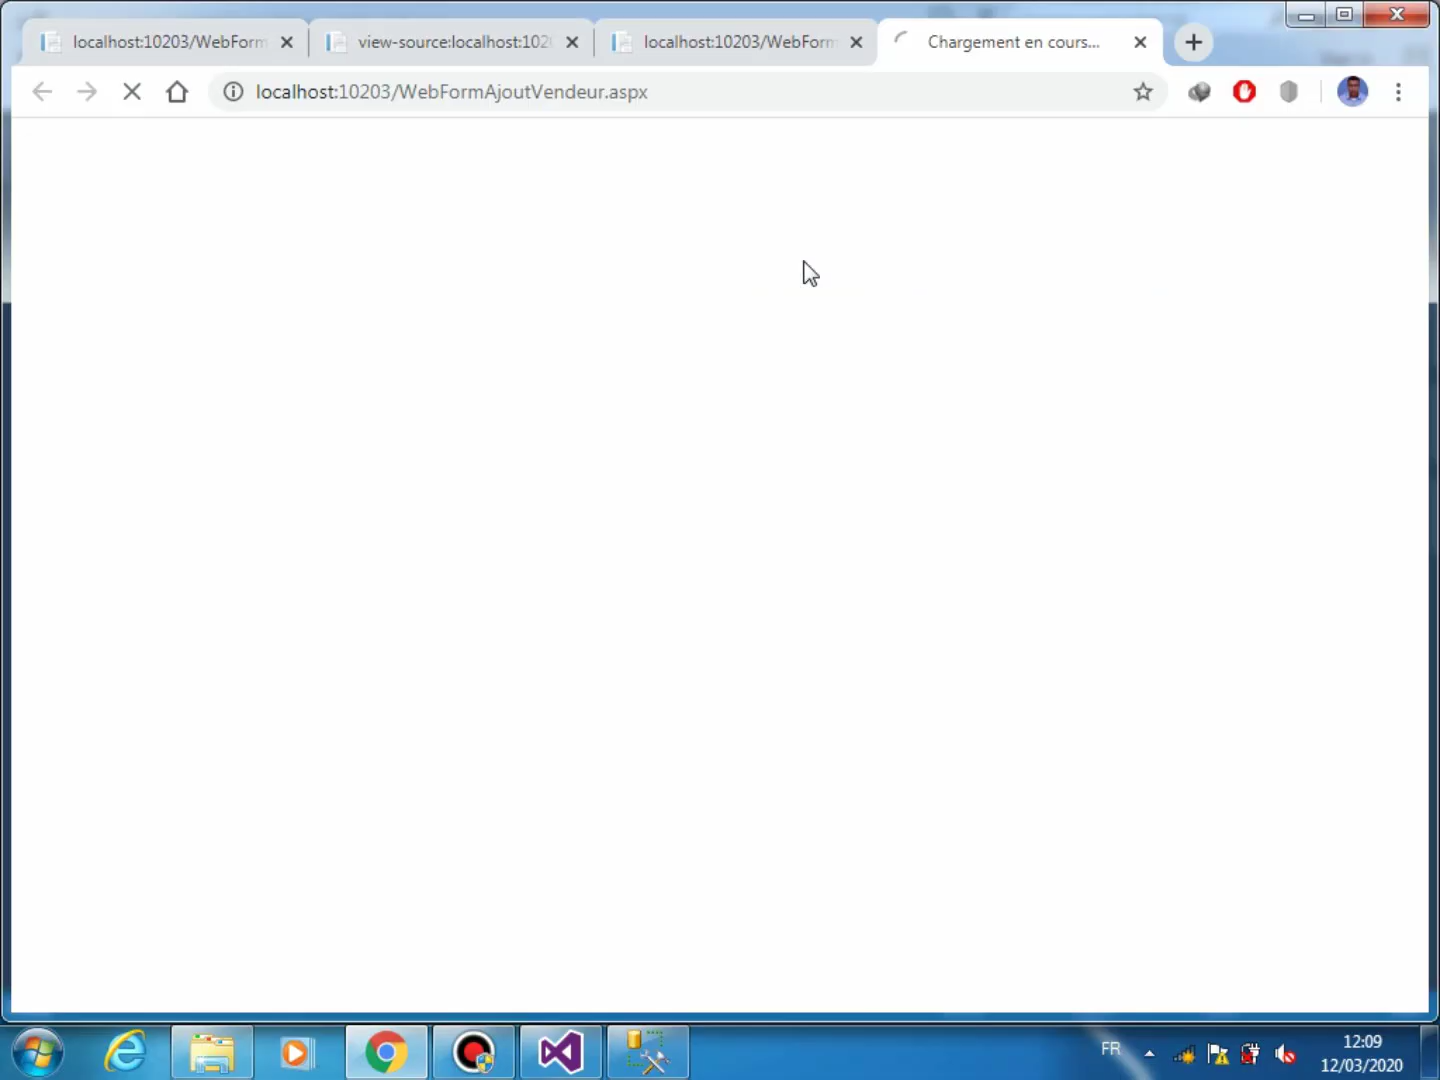 localhost:10203/WebForm
view-source:localhost:102
localhost:10203/WebForm
Chargement en cours...
localhost:10203/WebFormAjoutVendeur.aspx
FR
12:09
12/03/2020